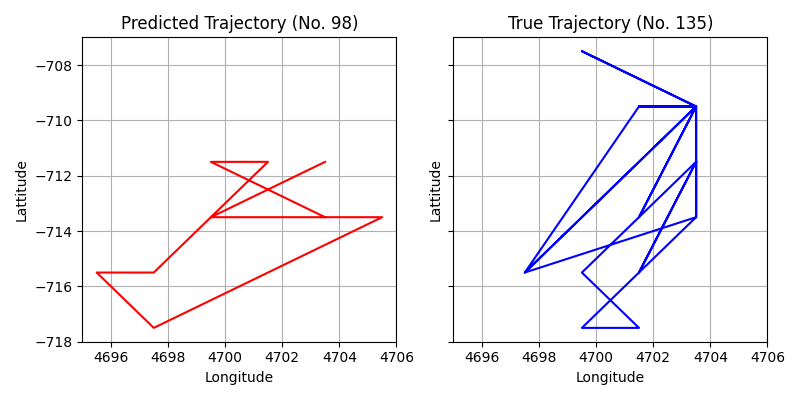 Predicted Trajectory (No. 98)
True Trajectory (No. 135)
−708
−710
−712
−714
−716
−718
Lattitude
Lattitude
4696 4698 4700 4702 4704 4706
4696 4698 4700 4702 4704 4706
Longitude
Longitude